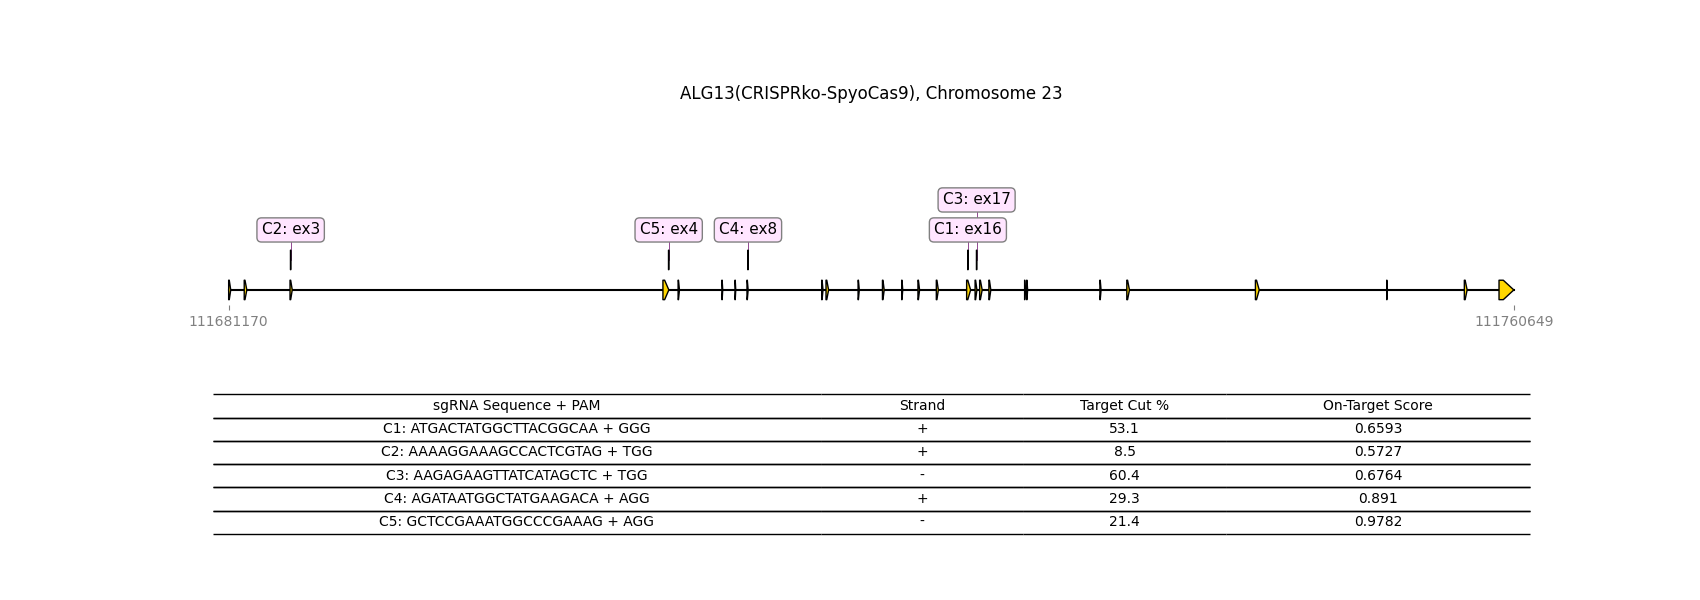 ALG13(CRISPRko-SpyoCas9), Chromosome 23
C3: ex17
C2: ex3 C5: ex4 C4: ex8 C1: ex16
111681170 111760649
sgRNA Sequence + PAM Strand Target Cut % On-Target Score
C1: ATGACTATGGCTTACGGCAA + GGG + 53.1 0.6593
C2: AAAAGGAAAGCCACTCGTAG + TGG + 8.5 0.5727
C3: AAGAGAAGTTATCATAGCTC + TGG - 60.4 0.6764
C4: AGATAATGGCTATGAAGACA + AGG + 29.3 0.891
C5: GCTCCGAAATGGCCCGAAAG + AGG - 21.4 0.9782